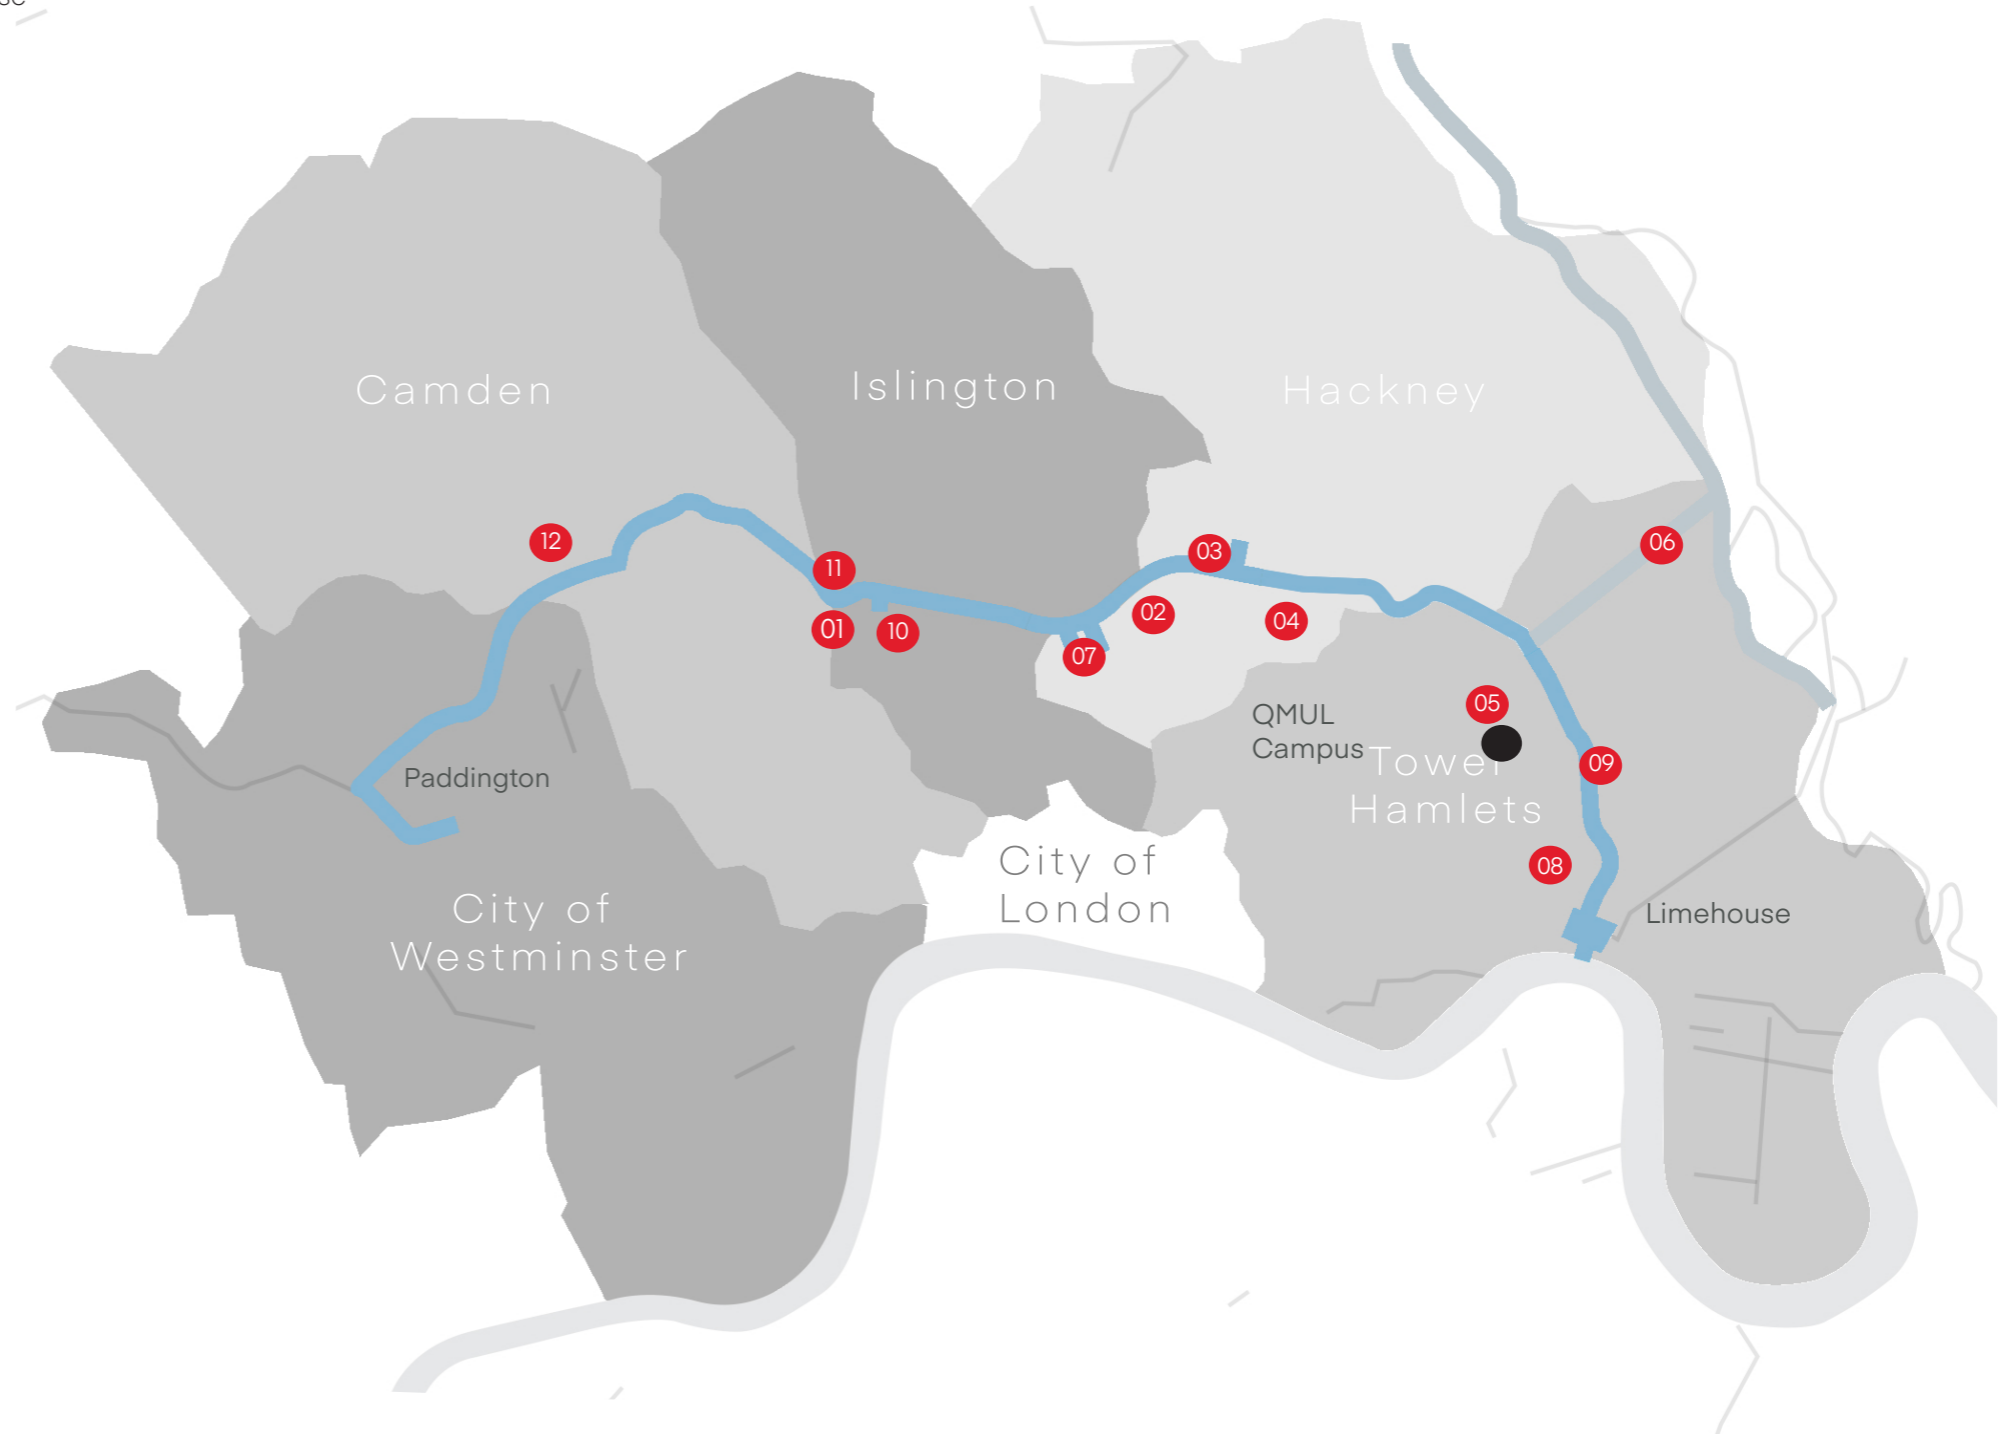 Camden
Islington
Hackney
12
11
03
06
01
10
02
04
07
05
QMUL
Campus
Tower
Hamlets
09
Paddington
08
City of
London
City of
Westminster
Limehouse